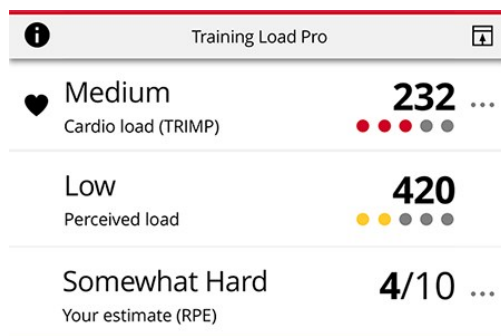 Training Load Pro
Medium 232
Cardio load (TRIMP)
Low 420
Perceived load
Somewhat Hard 4/10
Your estimate (RPE)